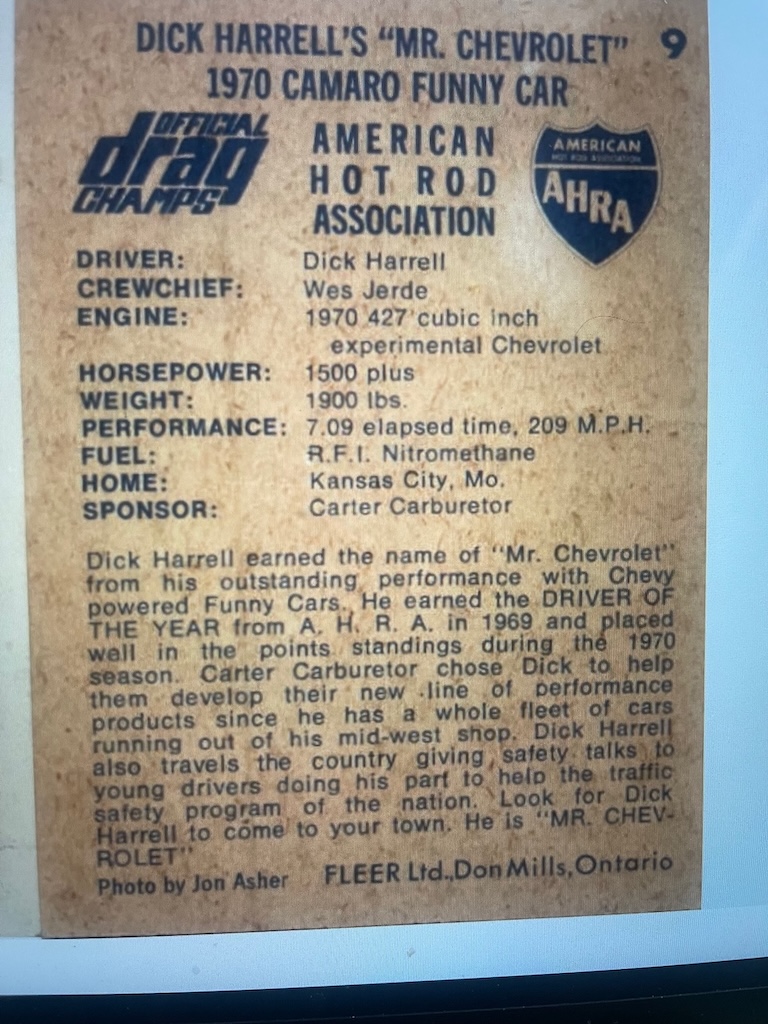 DICK HARRELL'S "MR. CHEVROLET" 9
1970 CAMARO FUNNY CAR
OFFICIAL
drag
CHAMPS
AMERICAN
HOT ROD
ASSOCIATION
AMERICAN
HOT ROD ASSOCIATION
AHRA
DRIVER: Dick Harrell
CREWCHIEF: Wes Jerde
ENGINE: 1970 427 cubic inch
experimental Chevrolet
HORSEPOWER: 1500 plus
WEIGHT: 1900 lbs.
PERFORMANCE: 7.09 elapsed time, 209 M.P.H.
FUEL: R.F.I. Nitromethane
HOME: Kansas City, Mo.
SPONSOR: Carter Carburetor
Dick Harrell earned the name of "Mr. Chevrolet"
from his outstanding performance with Chevy
powered Funny Cars. He earned the DRIVER OF
THE YEAR from A. H. R. A. in 1969 and placed
well in the points standings during the 1970
season. Carter Carburetor chose Dick to help
them develop their new line of performance
products since he has a whole fleet of cars
running out of his mid-west shop. Dick Harrell
also travels the country giving safety talks to
young drivers doing his part to help the traffic
safety program of the nation. Look for Dick
Harrell to come to your town. He is "MR. CHEV-
ROLET"
Photo by Jon Asher FLEER Ltd., Don Mills, Ontario